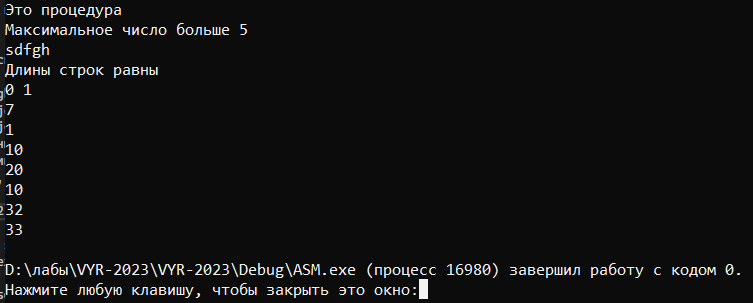 Это процедура
Максимальное число больше 5
sdfgh
Длины строк равны
0 1
7
1
10
20
10
32
33
D:\лабы\VYR-2023\VYR-2023\Debug\ASM.exe (процесс 16980) завершил работу с кодом 0.
Нажмите любую клавишу, чтобы закрыть это окно: